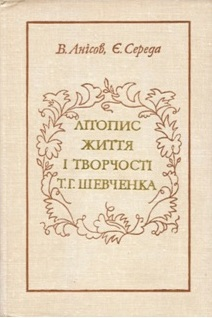 В. Анісов, Є. Середа
ЛІТОПИС
ЖИТТЯ
І ТВОРЧОСТІ
Т. Г. ШЕВЧЕНКА